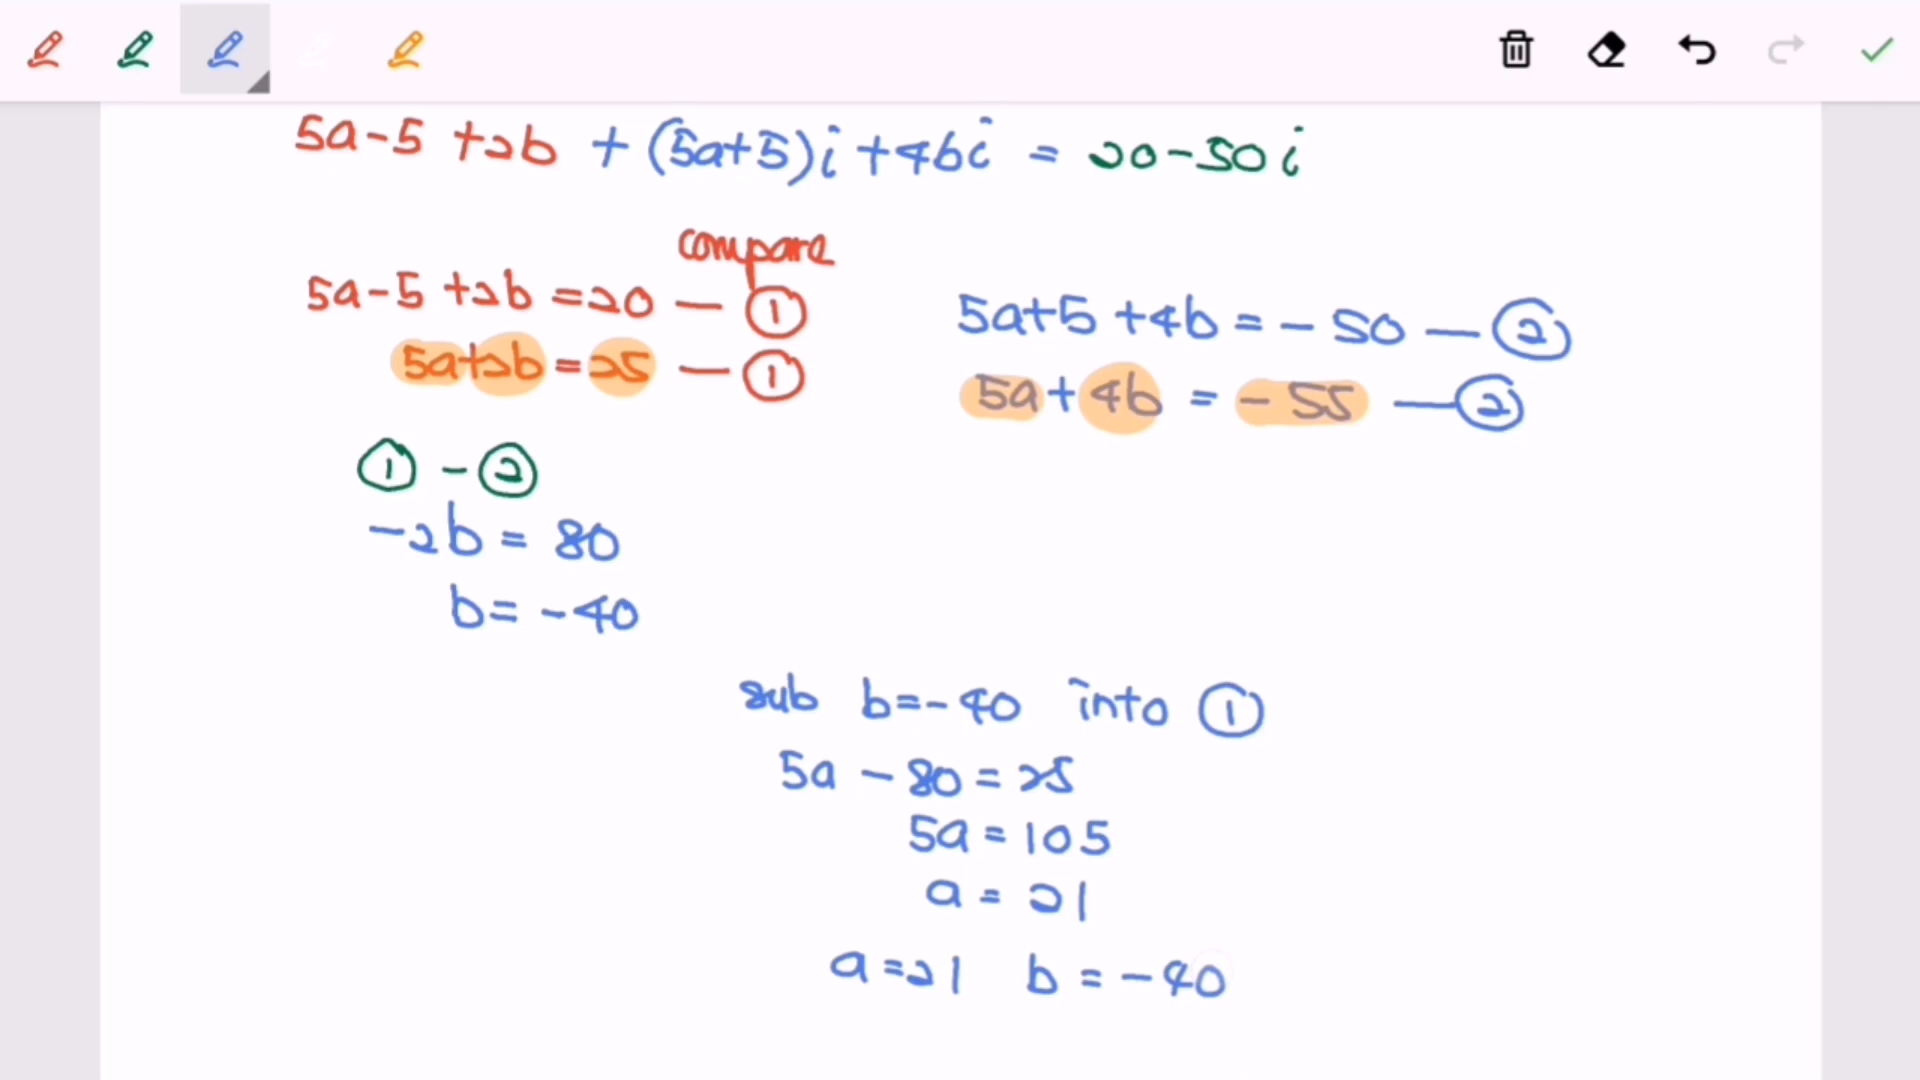 5a-5 +2b + (5a+5)i +4bi = 20-50i
compare
5a-5 +2b = 20 — ①
5a+2b = 25 — ①
5a+5 +4b = -50 — ②
5a+4b = -55 — ②
① - ②
-2b = 80
b = -40
sub b=-40 into ①
5a - 80 = 25
5a = 105
a = 21
a = 21 b = -40